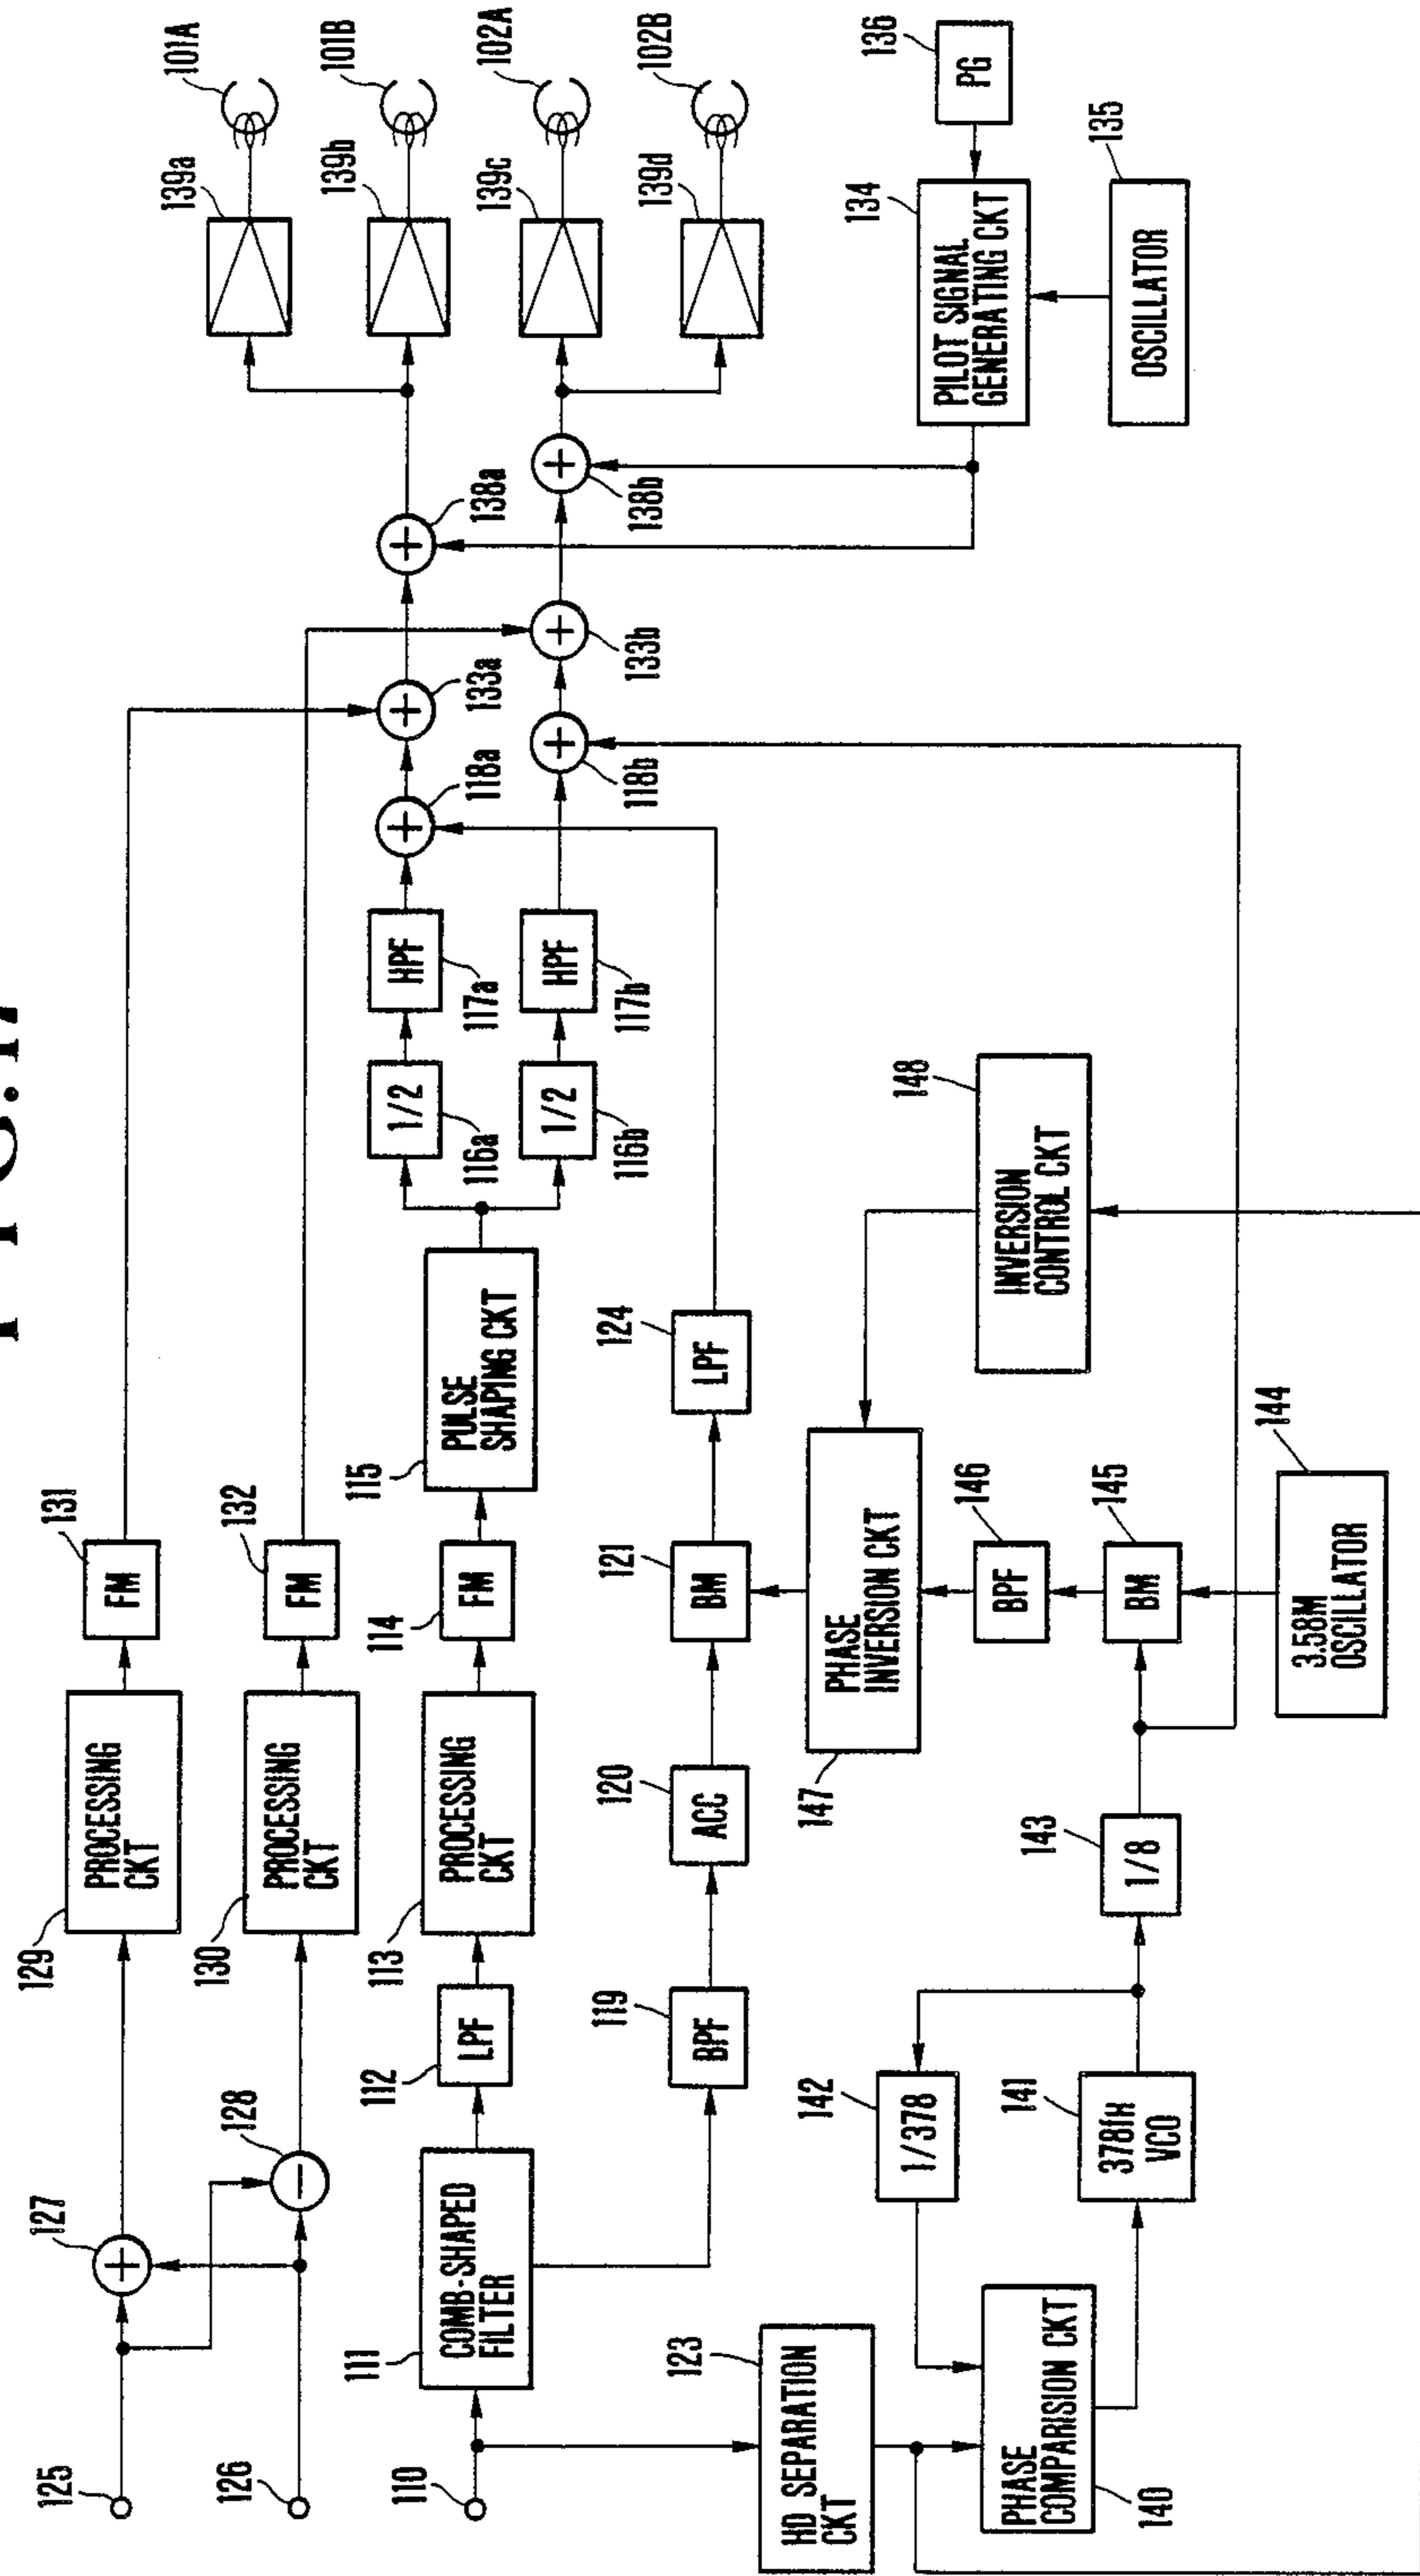 FIG.17
125
126
110
127
128
129
PROCESSING
CKT
130
PROCESSING
CKT
131
FM
132
FM
111
COMB-SHAPED
FILTER
112
LPF
113
PROCESSING
CKT
114
FM
115
PULSE
SHAPING CKT
1/2
116a
1/2
116b
HPF
117a
HPF
117b
118a
118b
133a
133b
138a
138b
139a
139b
139c
139d
101A
101B
102A
102B
119
BPF
120
ACC
121
BM
124
LPF
123
HD SEPARATION
CKT
PHASE
COMPARISION CKT
140
142
1/378
141
378fH
VCO
143
1/8
145
BM
144
3.58M
OSCILLATOR
146
BPF
PHASE
INVERSION CKT
147
148
INVERSION
CONTROL CKT
134
PILOT SIGNAL
GENERATING CKT
135
OSCILLATOR
136
PG